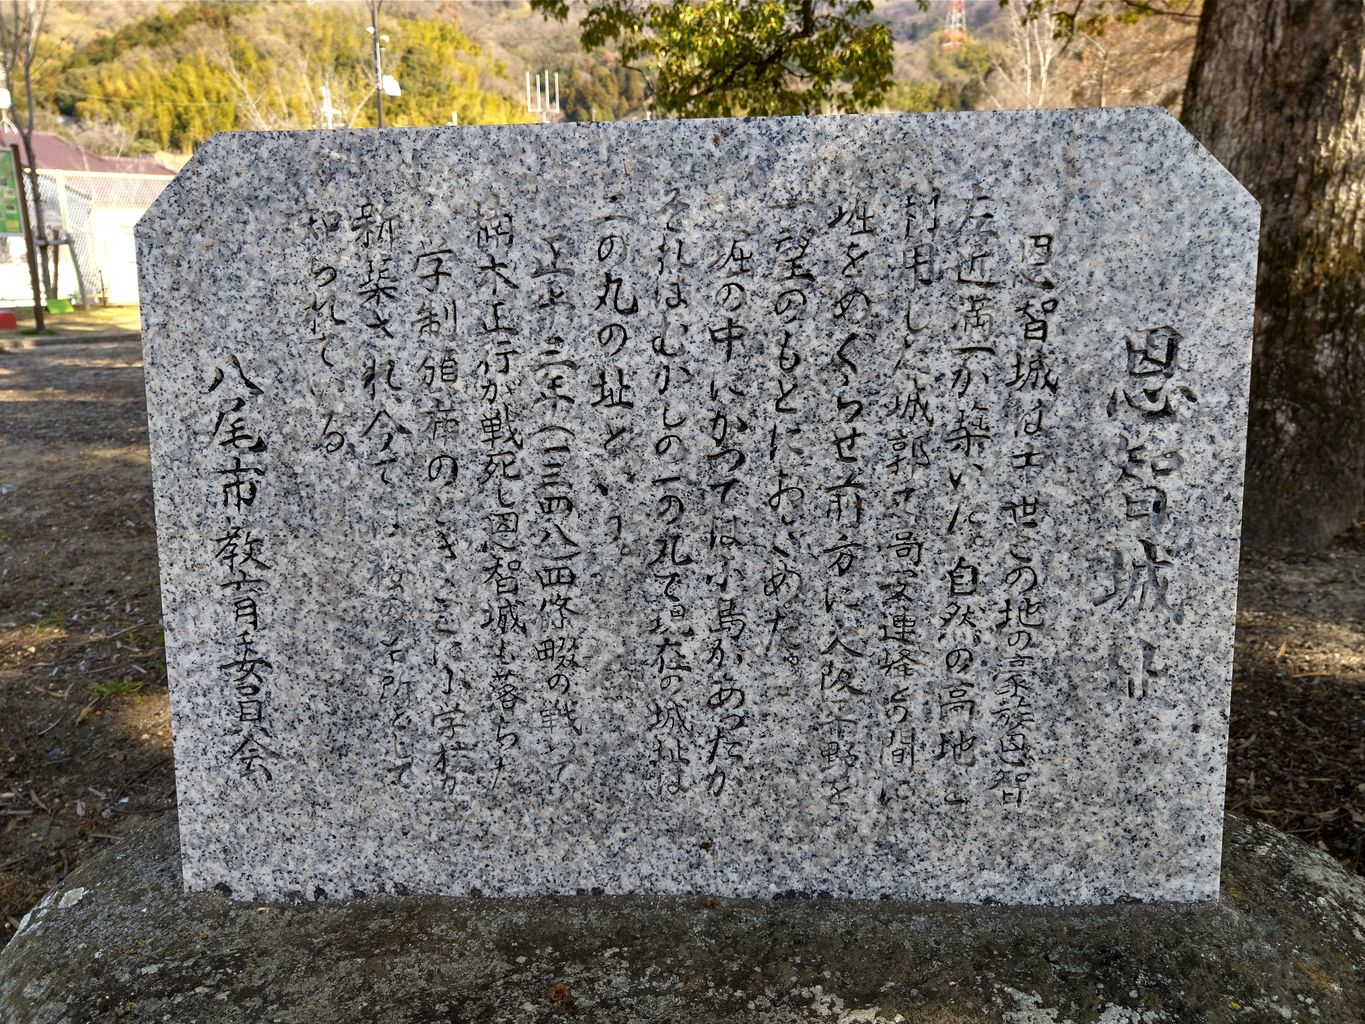 恩智城址
恩智城は中世この地の豪族恩智
左近満一が築いた。自然の高地を
利用した城郭で高安連峰との間に
堀をめぐらせ前方に大阪平野を
一望のもとにおさめた。
堀の中にかつては小島があったが
それはむかしの一の丸で現在の城址は
二の丸の址という。
正平三年（一三四八）四條畷の戦いで
楠木正行が戦死し恩智城も落ちた。
学制頒布のときここに小学校が
新築され今では桜の名所として
知られている
八尾市教育委員会